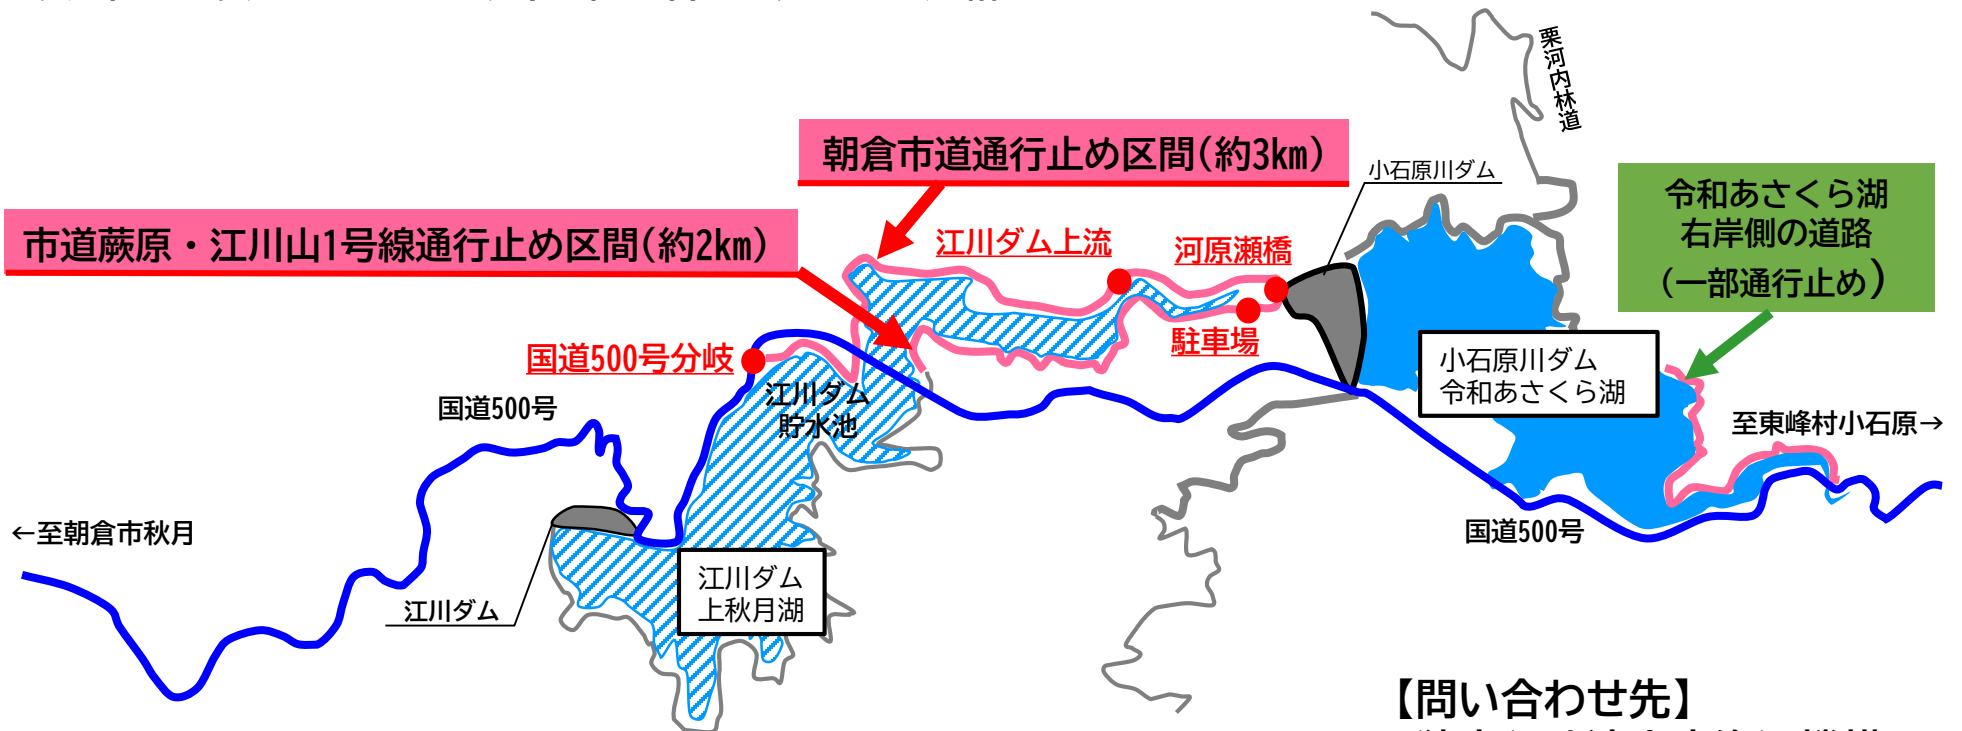 栗河内林道
朝倉市道通行止め区間(約3km)
小石原川ダム
令和あさくら湖
右岸側の道路
(一部通行止め)
市道蕨原・江川山1号線通行止め区間(約2km)
江川ダム上流
河原瀬橋
駐車場
国道500号分岐
小石原川ダム
令和あさくら湖
江川ダム
貯水池
国道500号
至東峰村小石原→
←至朝倉市秋月
国道500号
江川ダム
上秋月湖
江川ダム
【問い合わせ先】